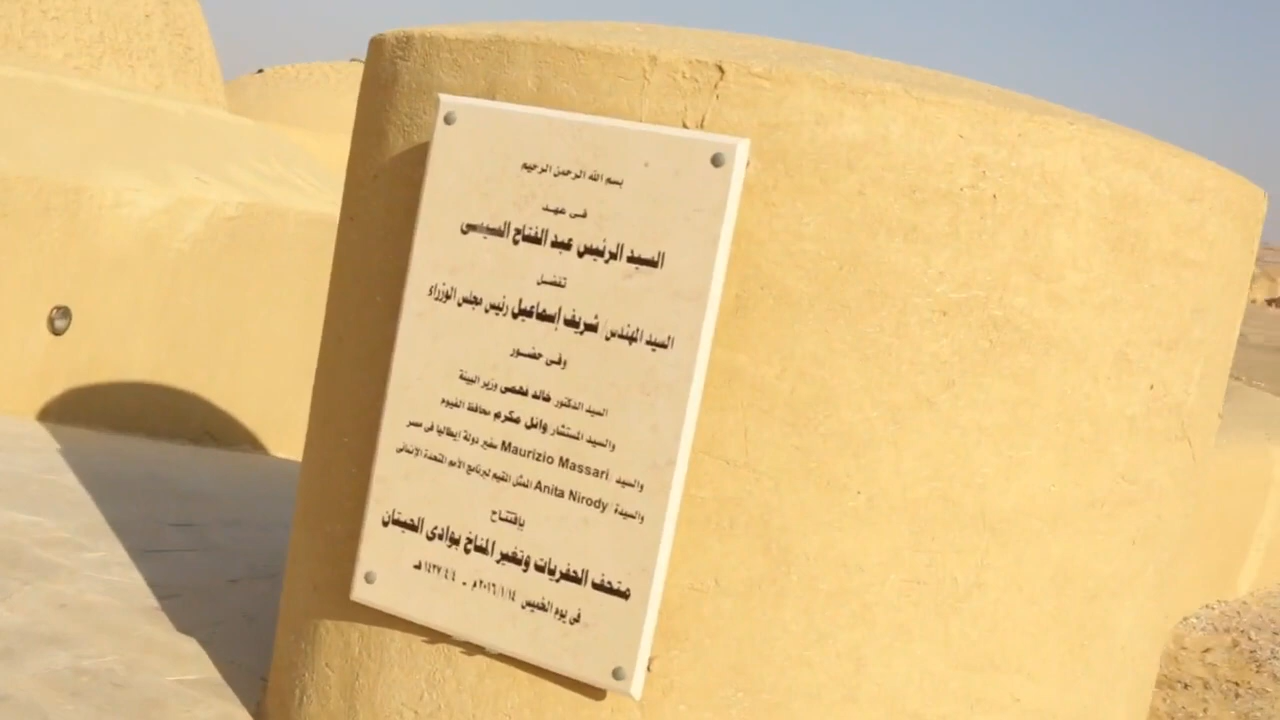 بسم الله الرحمن الرحيم
فى عهد
السيد الرئيس عبد الفتاح السيسى
تفضل
السيد المهندس/ شريف إسماعيل رئيس مجلس الوزراء
وفى حضور
السيد الدكتور خالد فهمى وزير البيئة
والسيد المستشار وائل مكرم محافظ الفيوم
والسيد / Maurizio Massari سفير دولة إيطاليا فى مصر
والسيدة / Anita Nirody المثل المقيم لبرنامج الأمم المتحدة الإنمائى
بإفتتاح
متحف الحفريات وتغير المناخ بوادى الحيتان
فى يوم الخميس ٢٠١٦/١/١٤ م - ١٤٣٧/٤/٤ هـ